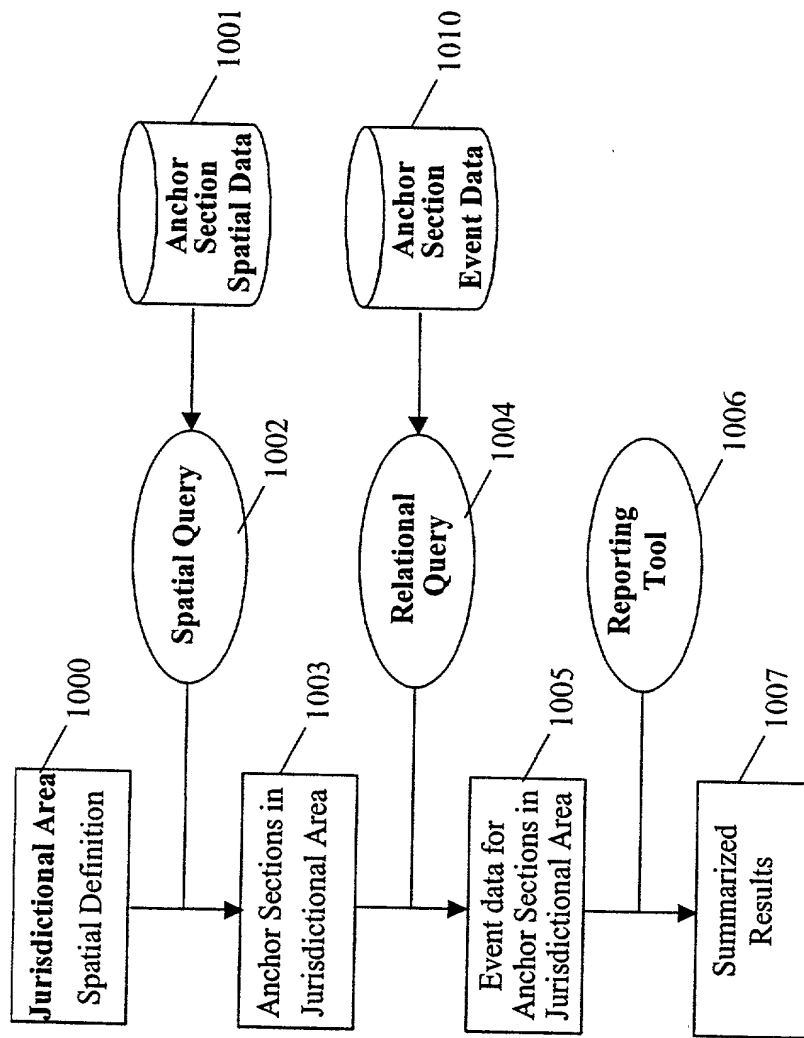 1000
Jurisdictional Area
Spatial Definition
Spatial Query
1002
Anchor
Section
Spatial Data
1001
1003
Anchor Sections in
Jurisdictional Area
Relational
Query
1004
Anchor
Section
Event Data
1010
1005
Event data for
Anchor Sections in
Jurisdictional Area
Reporting
Tool
1006
1007
Summarized
Results